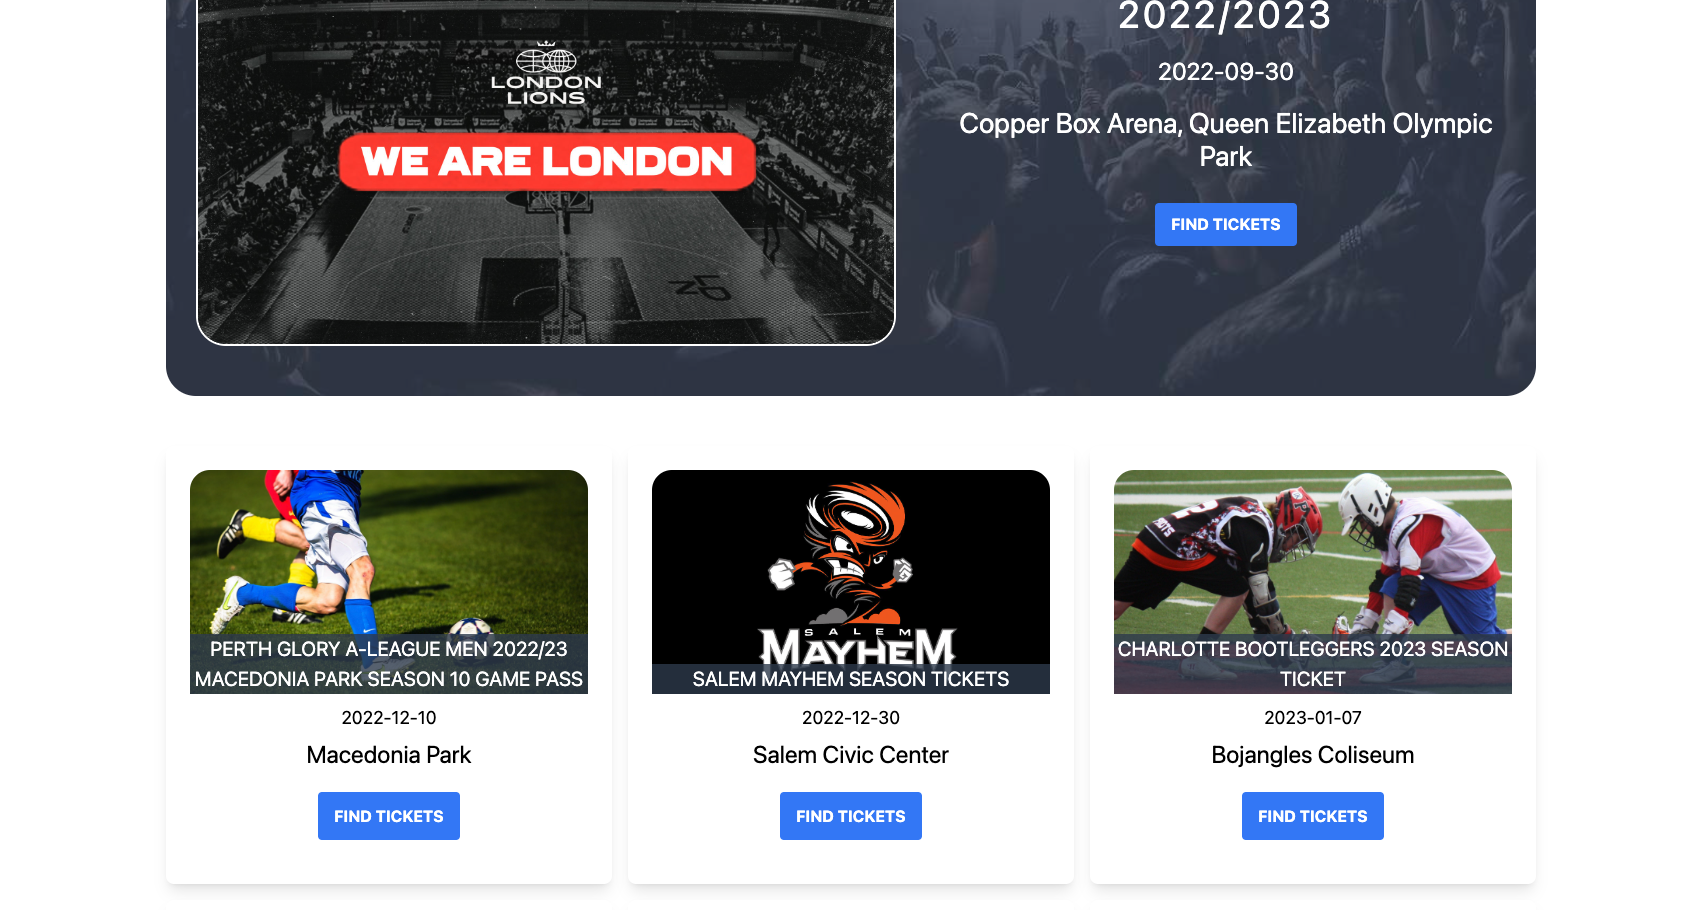 2022/2023
2022-09-30
Copper Box Arena, Queen Elizabeth Olympic
Park
FIND TICKETS
LONDON
LIONS
WE ARE LONDON
PERTH GLORY A-LEAGUE MEN 2022/23
MACEDONIA PARK SEASON 10 GAME PASS
2022-12-10
Macedonia Park
FIND TICKETS
SALEM
MAYHEM
SALEM MAYHEM SEASON TICKETS
2022-12-30
Salem Civic Center
FIND TICKETS
2
CHARLOTTE BOOTLEGGERS 2023 SEASON
TICKET
2023-01-07
Bojangles Coliseum
FIND TICKETS